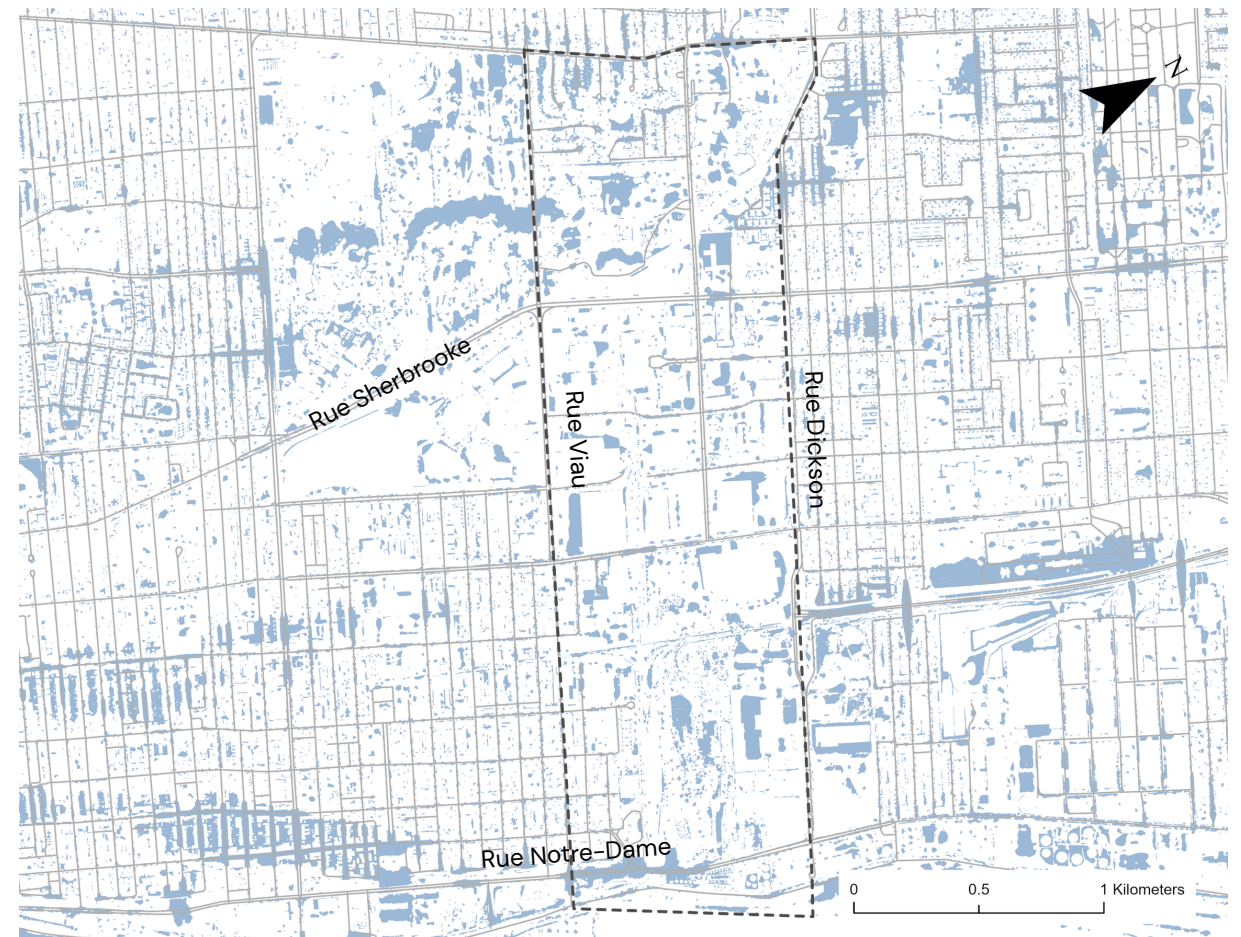 N
Rue Sherbrooke
Rue Viau
Rue Dickson
Rue Notre-Dame
0 0.5 1 Kilometers